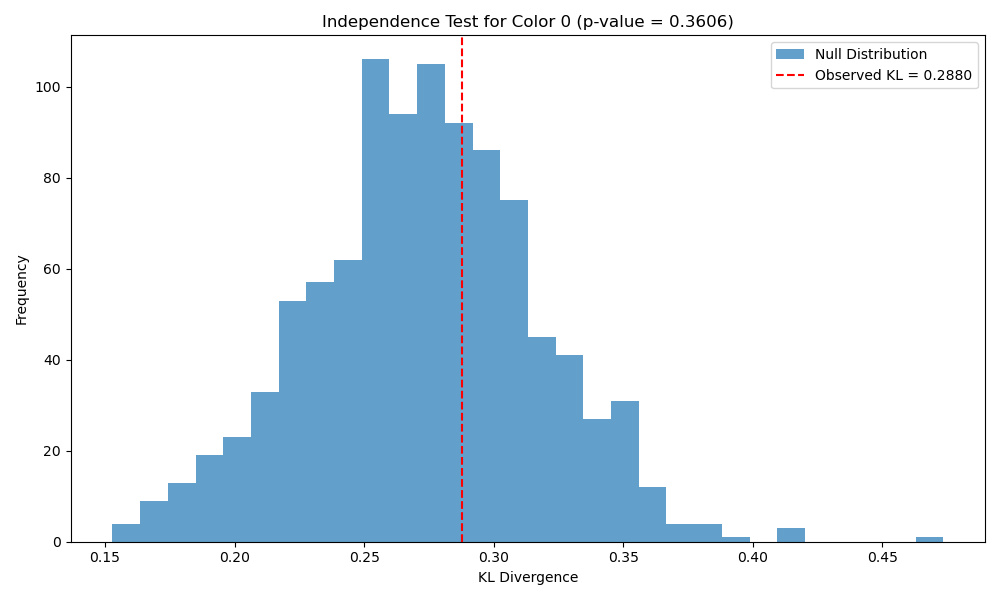 Independence Test for Color 0 (p-value = 0.3606)
Null Distribution
Observed KL = 0.2880
Frequency
100
80
60
40
20
0
0.15 0.20 0.25 0.30 0.35 0.40 0.45
KL Divergence